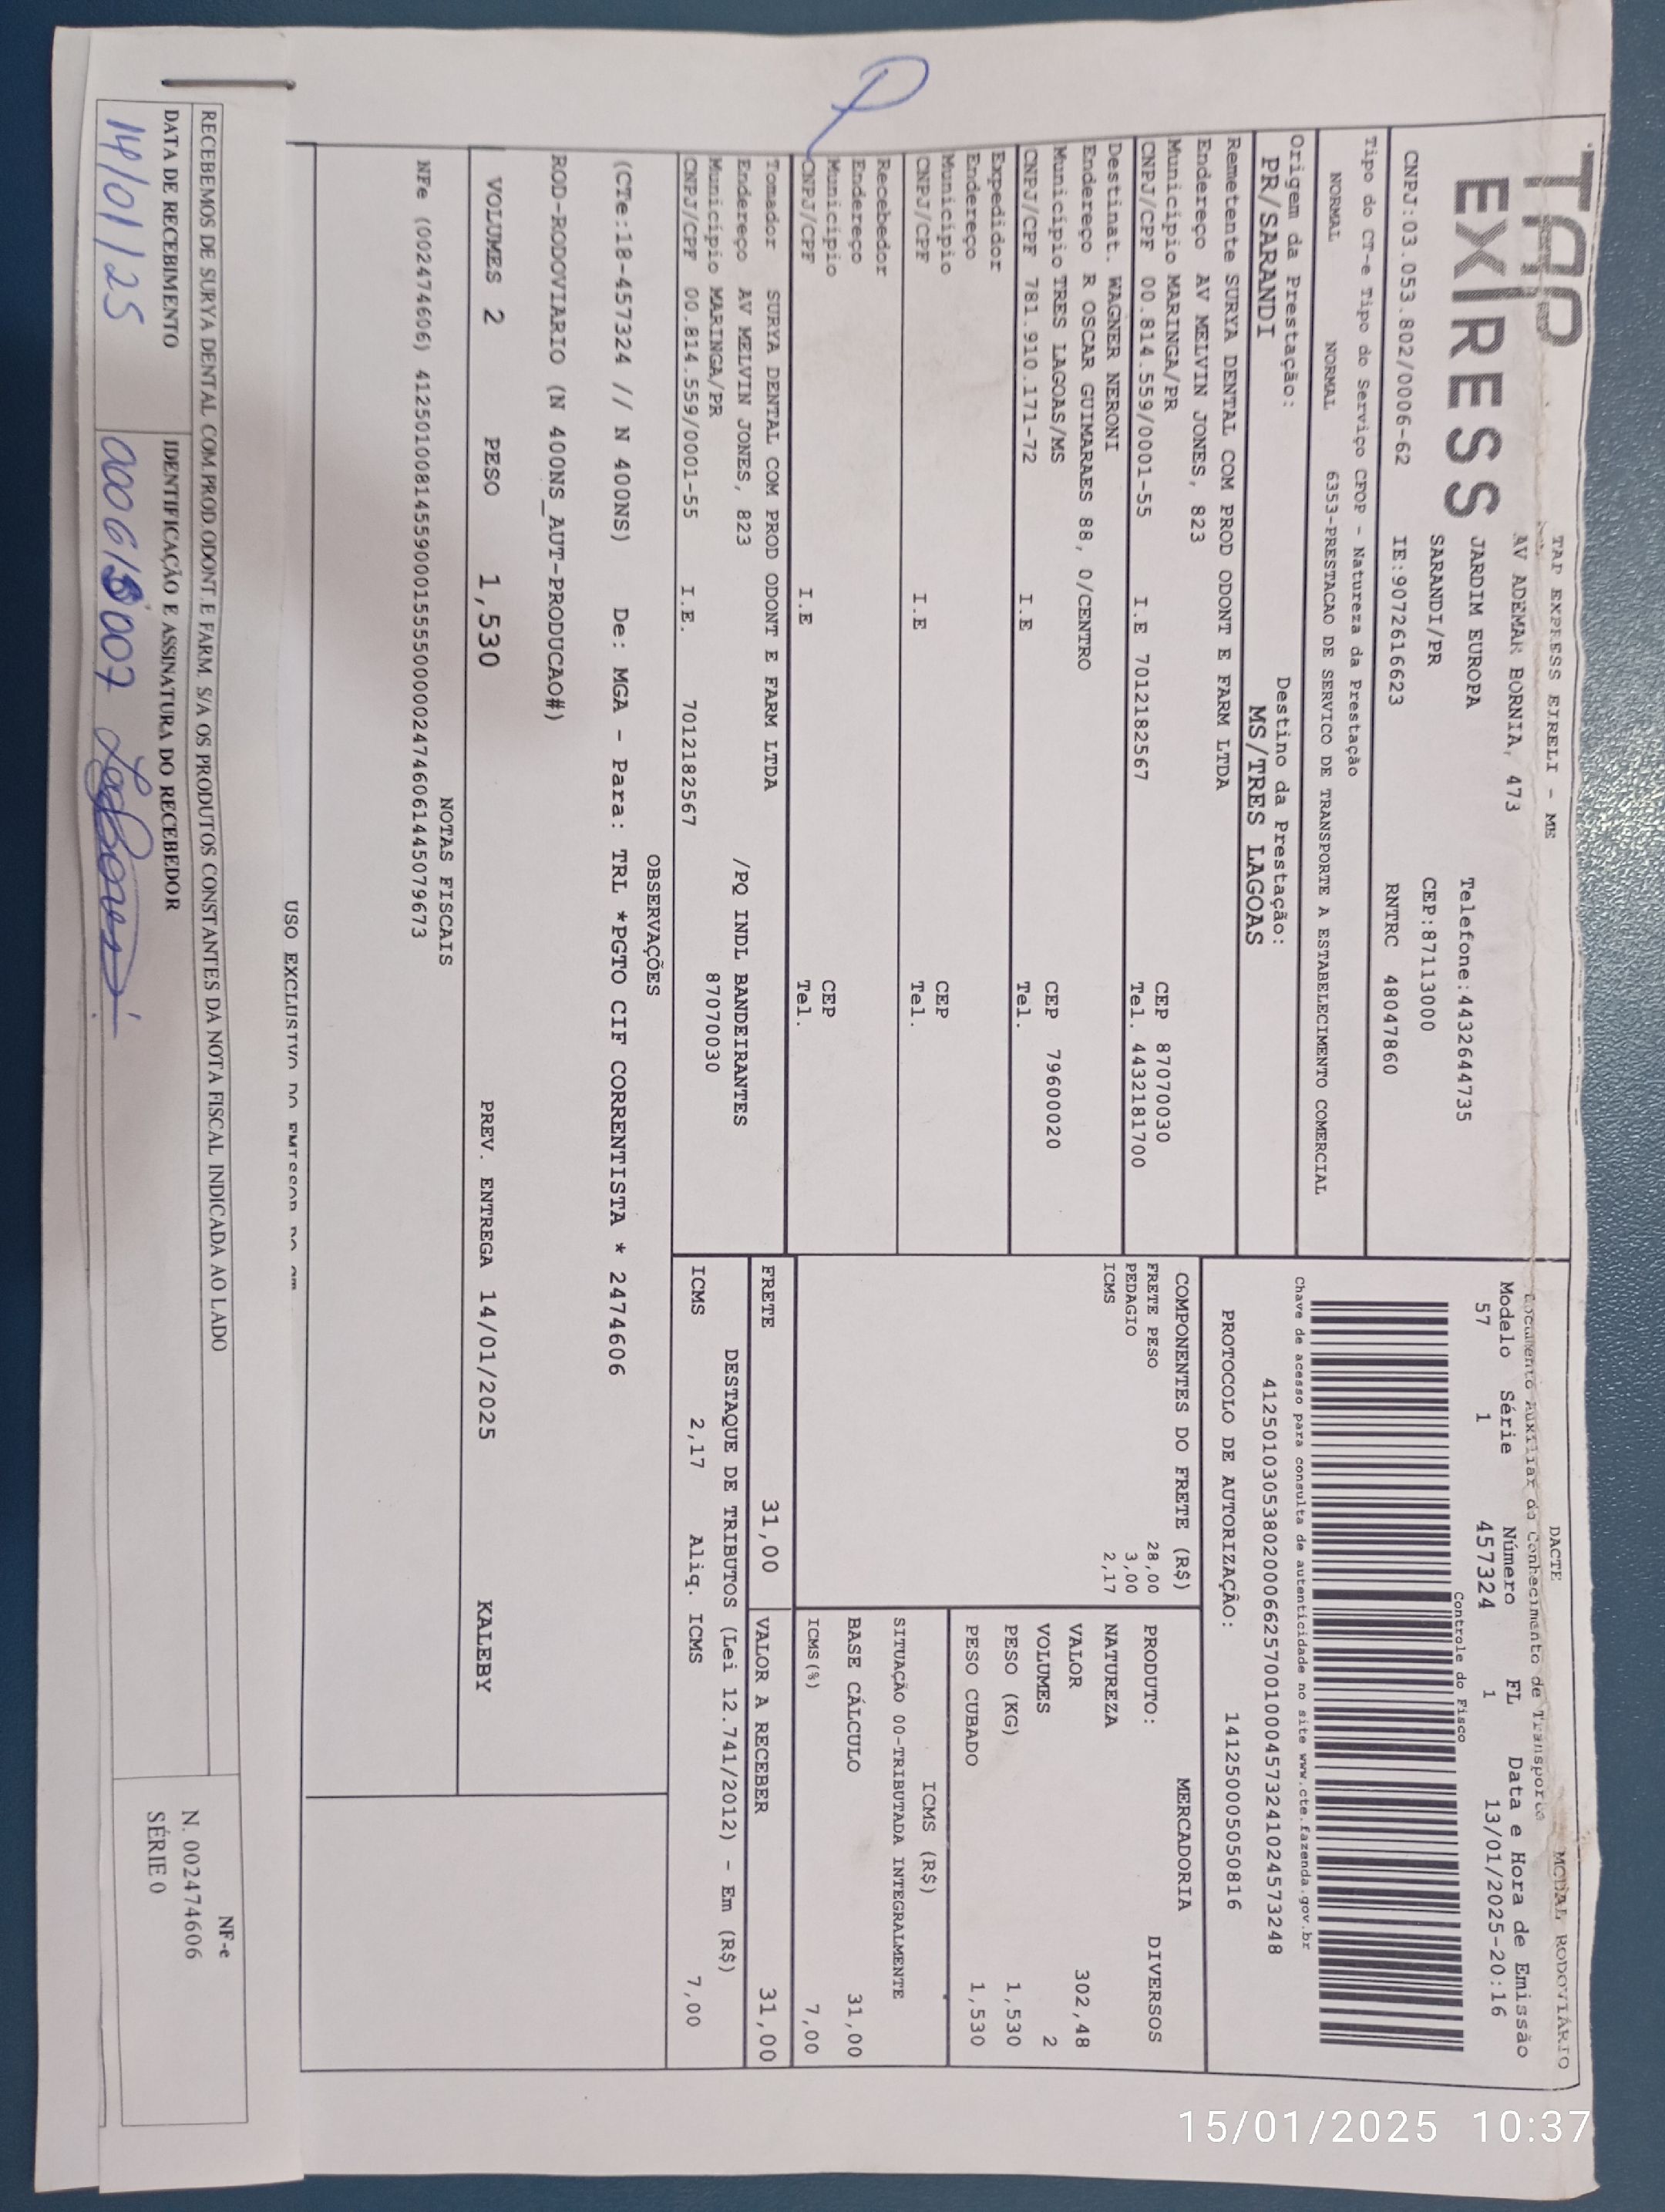 TAP
EXPRESS
TAP EXPRESS EIRELI - ME
AV ADEMAR BORNIA, 473
JARDIM EUROPA
Telefone:4432644735
SARANDI/PR
CEP:87113000
CNPJ:03.053.802/0006-62
IE:9072616623
RNTRC 48047860
Tipo do CT-e Tipo do Serviço CFOP - Natureza da Prestação
NORMAL NORMAL 6353-PRESTACAO DE SERVICO DE TRANSPORTE A ESTABELECIMENTO COMERCIAL
Origem da Prestação:
PR/SARANDI
Destino da Prestação:
MS/TRES LAGOAS
DACTE
MODAL RODOVIÁRIO
Documento Auxiliar do Conhecimento de Transporte
Modelo Série Número FL Data e Hora de Emissão
57 1 457324 1 13/01/2025-20:16
Controle do Fisco
Chave de acesso para consulta de autenticidade no site www.cte.fazenda.gov.br
41250103053802000662570010004573241024573248
PROTOCOLO DE AUTORIZAÇÃO: 141250005050816
Remetente SURYA DENTAL COM PROD ODONT E FARM LTDA
Endereço AV MELVIN JONES, 823
Município MARINGA/PR CEP 87070030
CNPJ/CPF 00.814.559/0001-55 I.E 7012182567 Tel. 4432181700
Destinat. WAGNER NERONI
Endereço R OSCAR GUIMARAES 88, 0/CENTRO
Município TRES LAGOAS/MS CEP 79600020
CNPJ/CPF 781.910.171-72 I.E Tel.
Expedidor
Endereço
Município CEP
CNPJ/CPF I.E Tel.
Recebedor
Endereço
Município CEP
CNPJ/CPF I.E Tel.
Tomador SURYA DENTAL COM PROD ODONT E FARM LTDA
Endereço AV MELVIN JONES, 823 /PQ INDL BANDEIRANTES
Município MARINGA/PR 87070030
CNPJ/CPF 00.814.559/0001-55 I.E. 7012182567
COMPONENTES DO FRETE (R$)
FRETE PESO 28,00
PEDAGIO 3,00
ICMS 2,17
MERCADORIA
PRODUTO: DIVERSOS
NATUREZA
VALOR 302,48
VOLUMES 2
PESO (KG) 1,530
PESO CUBADO 1,530
ICMS (R$)
SITUAÇÃO 00-TRIBUTADA INTEGRALMENTE
BASE CÁLCULO 31,00
ICMS(%) 7,00
FRETE 31,00
VALOR A RECEBER 31,00
DESTAQUE DE TRIBUTOS (Lei 12.741/2012) - Em (R$)
ICMS 2,17 Aliq. ICMS 7,00
OBSERVAÇÕES
(CTe:18-457324 // N 400NS) De: MGA - Para: TRL *PGTO CIF CORRENTISTA * 2474606
ROD-RODOVIARIO (N 400NS_AUT-PRODUCAO#)
VOLUMES 2 PESO 1,530 PREV. ENTREGA 14/01/2025 KALEBY
NOTAS FISCAIS
NFe (002474606) 41250100814559000155550000024746061445079673
USO EXCLUSIVO DO EMISSOR DO CT
RECEBEMOS DE SURYA DENTAL COM PROD. ODONT.E FARM. S/A OS PRODUTOS CONSTANTES DA NOTA FISCAL INDICADA AO LADO
DATA DE RECEBIMENTO
IDENTIFICAÇÃO E ASSINATURA DO RECEBEDOR
14/01/25
NF-e
N. 002474606
SÉRIE 0
15/01/2025 10:37